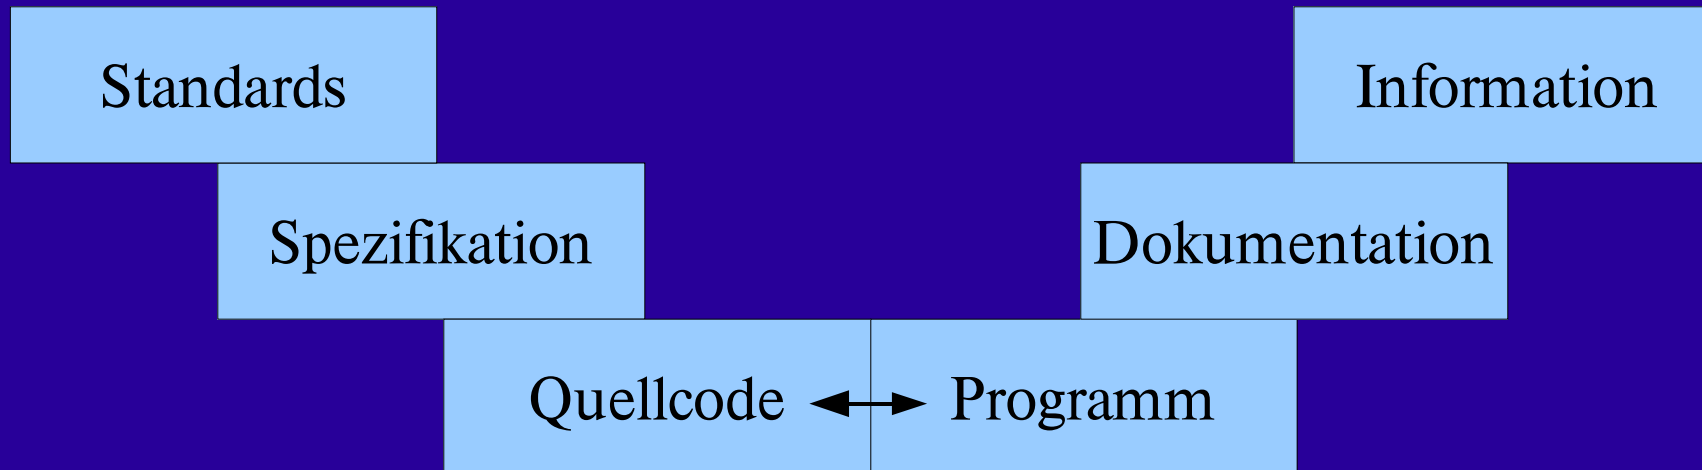 Standards
Information
Spezifikation
Dokumentation
Quellcode
Programm